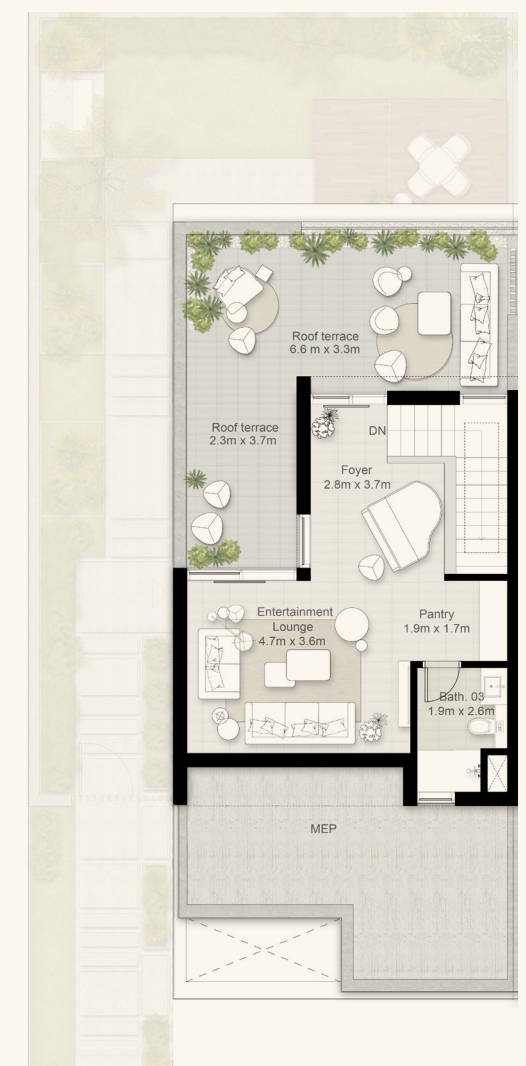 Roof terrace
6.6 m x 3.3m
Roof terrace
2.3m x 3.7m
DN
Foyer
2.8m x 3.7m
Entertainment
Lounge
4.7m x 3.6m
Pantry
1.9m x 1.7m
Bath. 03
1.9m x 2.6m
MEP